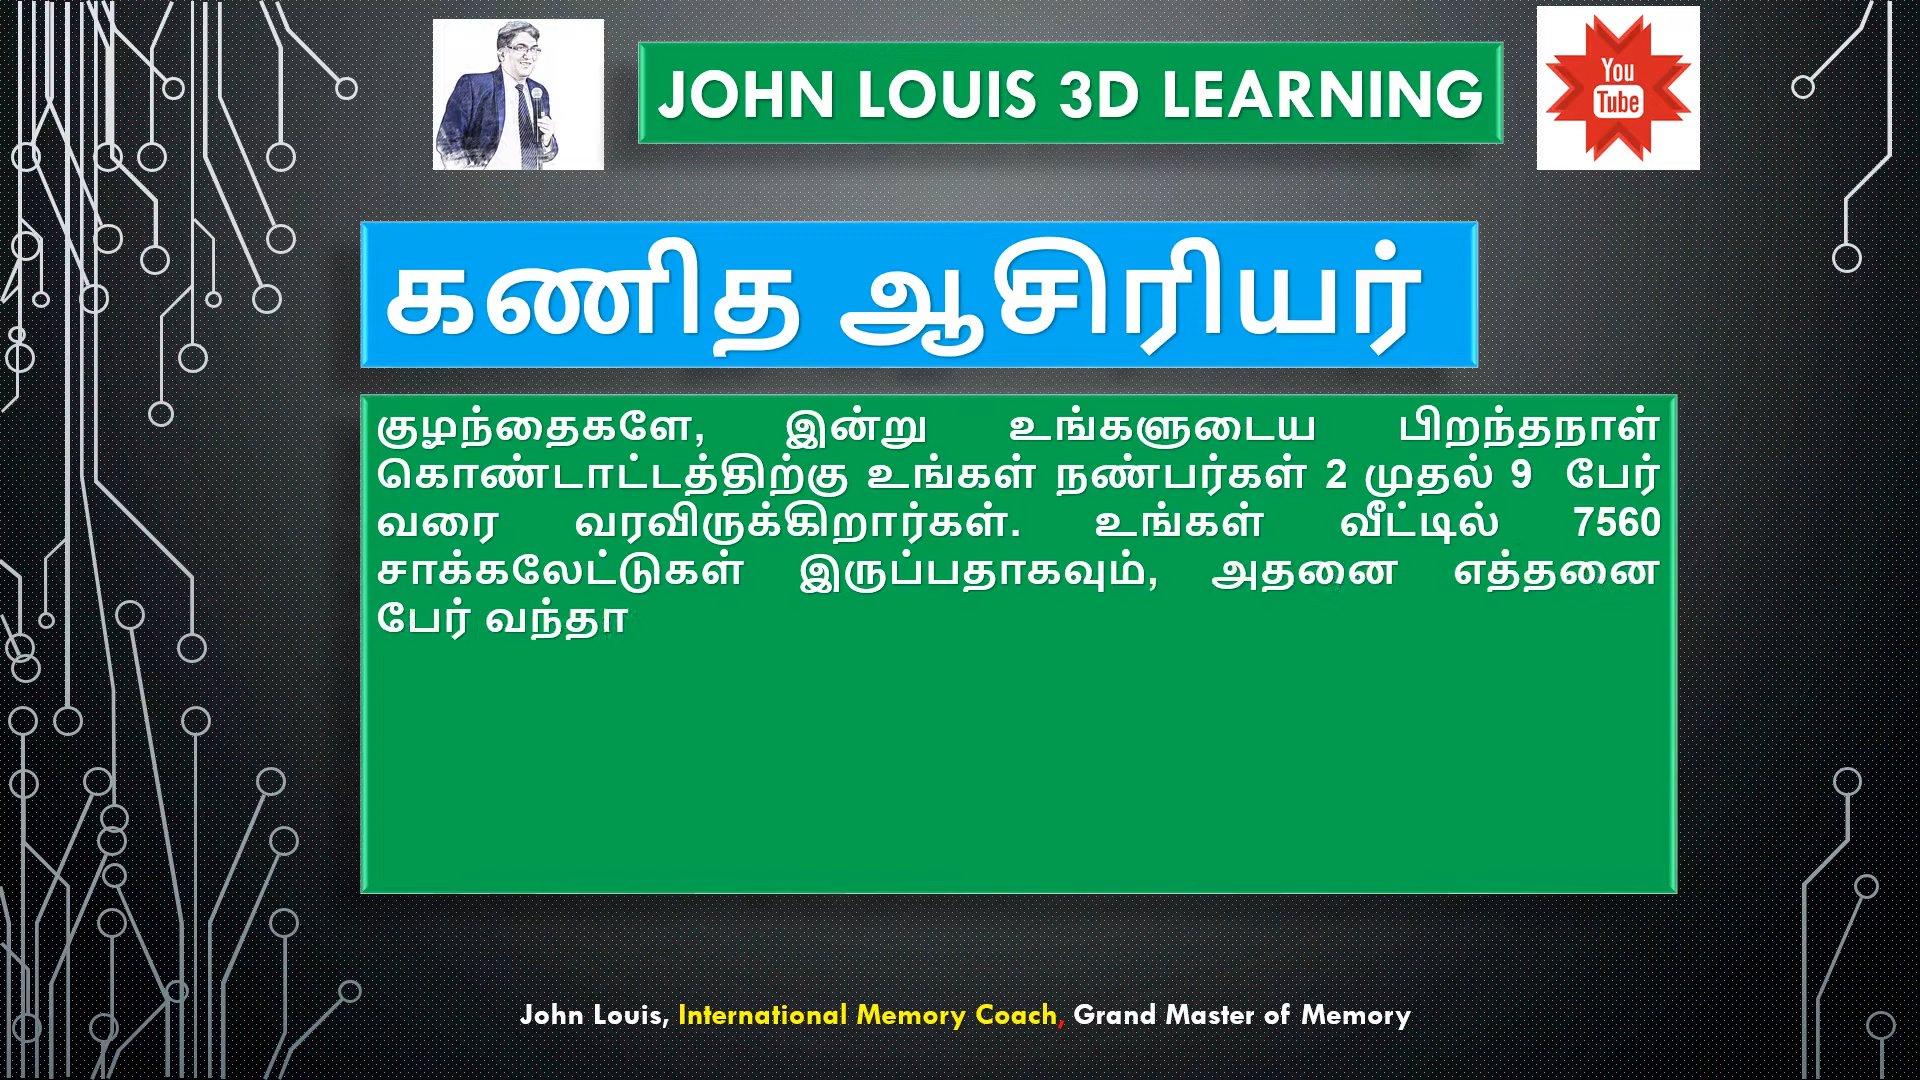 JOHN LOUIS 3D LEARNING
You
Tube
கணித ஆசிரியர்
குழந்தைகளே, இன்று உங்களுடைய பிறந்தநாள்
கொண்டாட்டத்திற்கு உங்கள் நண்பர்கள் 2 முதல் 9 பேர்
வரை வரவிருக்கிறார்கள். உங்கள் வீட்டில் 7560
சாக்கலேட்டுகள் இருப்பதாகவும், அதனை எத்தனை
பேர் வந்தா
John Louis, International Memory Coach, Grand Master of Memory